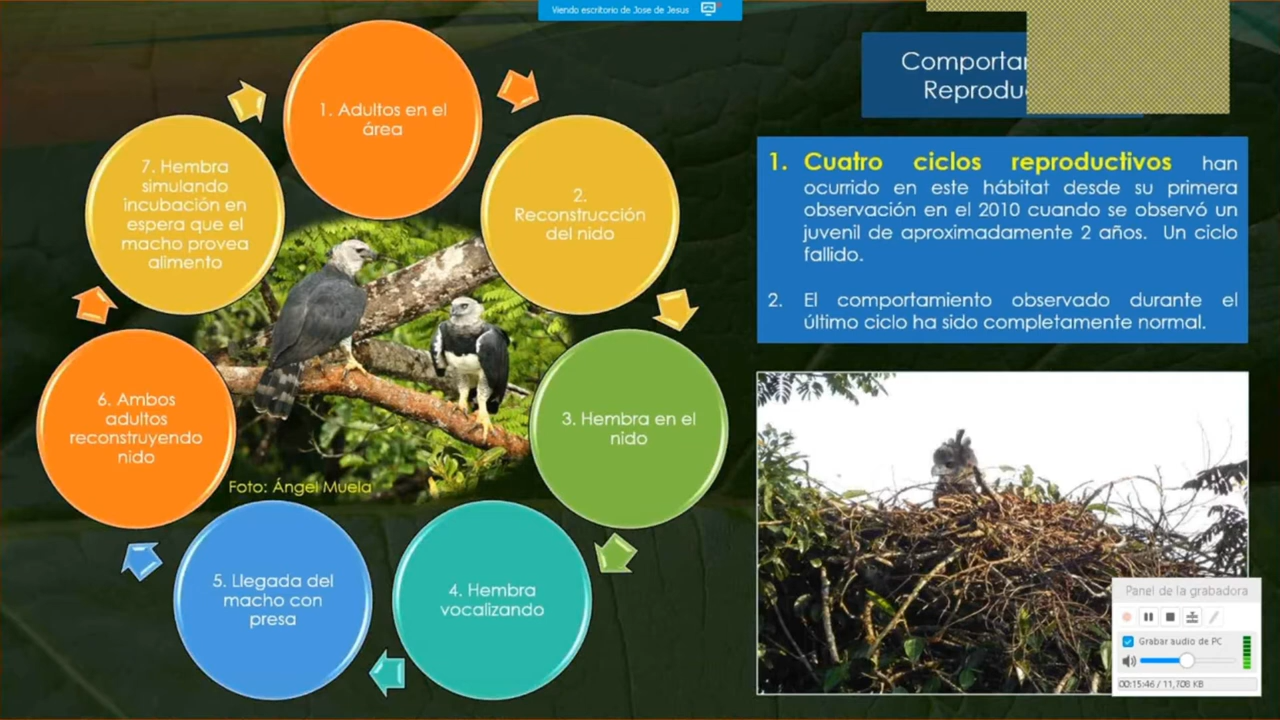 Viendo escritorio de Jose de Jesus
1. Adultos en el
área
2.
Reconstrucción
del nido
3. Hembra en el
nido
4. Hembra
vocalizando
5. Llegada del
macho con
presa
6. Ambos
adultos
reconstruyendo
nido
7. Hembra
simulando
incubación en
espera que el
macho provea
alimento
Foto: Ángel Muela
1. Cuatro ciclos reproductivos han
ocurrido en este hábitat desde su primera
observación en el 2010 cuando se observó un
juvenil de aproximadamente 2 años. Un ciclo
fallido.
2. El comportamiento observado durante el
último ciclo ha sido completamente normal.
Panel de la grabadora
Grabar audio de PC
00:15:46 / 11,708 KB